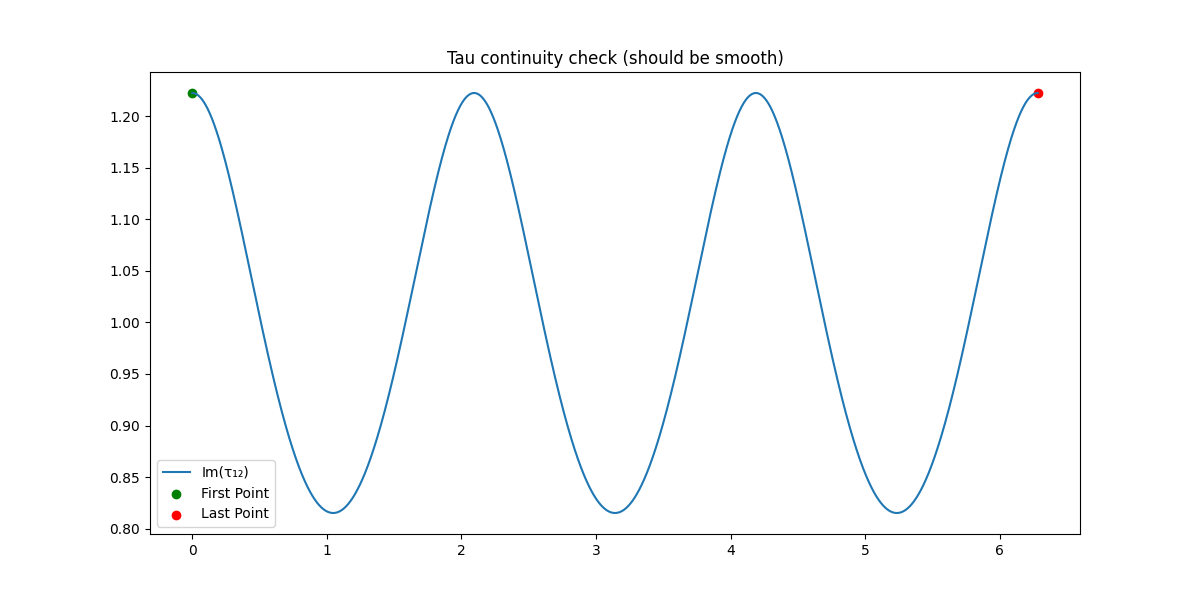 Tau continuity check (should be smooth)
1.20
1.15
1.10
1.05
1.00
0.95
0.90
0.85
0.80
Im(τ₁₂)
First Point
Last Point
0 1 2 3 4 5 6